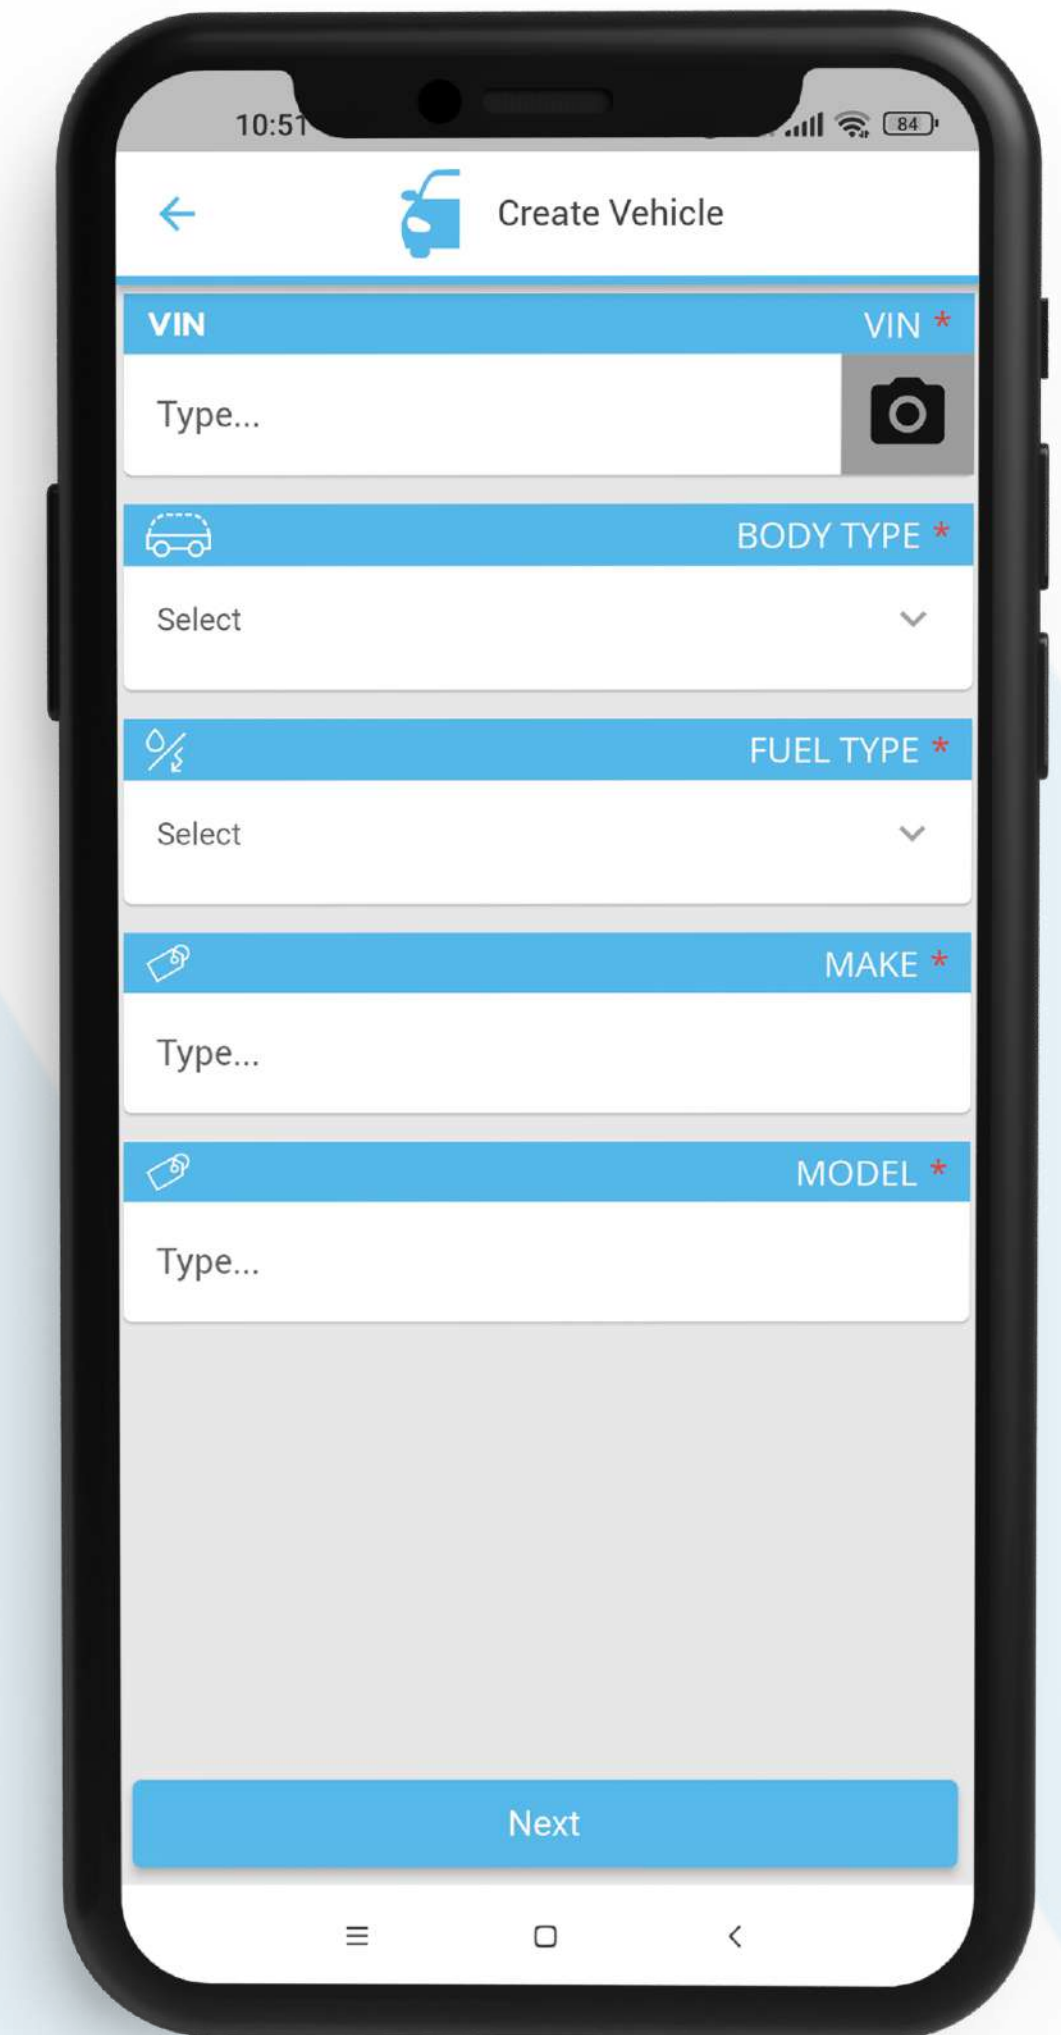 10:51
84
Create Vehicle
VIN VIN *
Type...
BODY TYPE *
Select
FUEL TYPE *
Select
MAKE *
Type...
MODEL *
Type...
Next